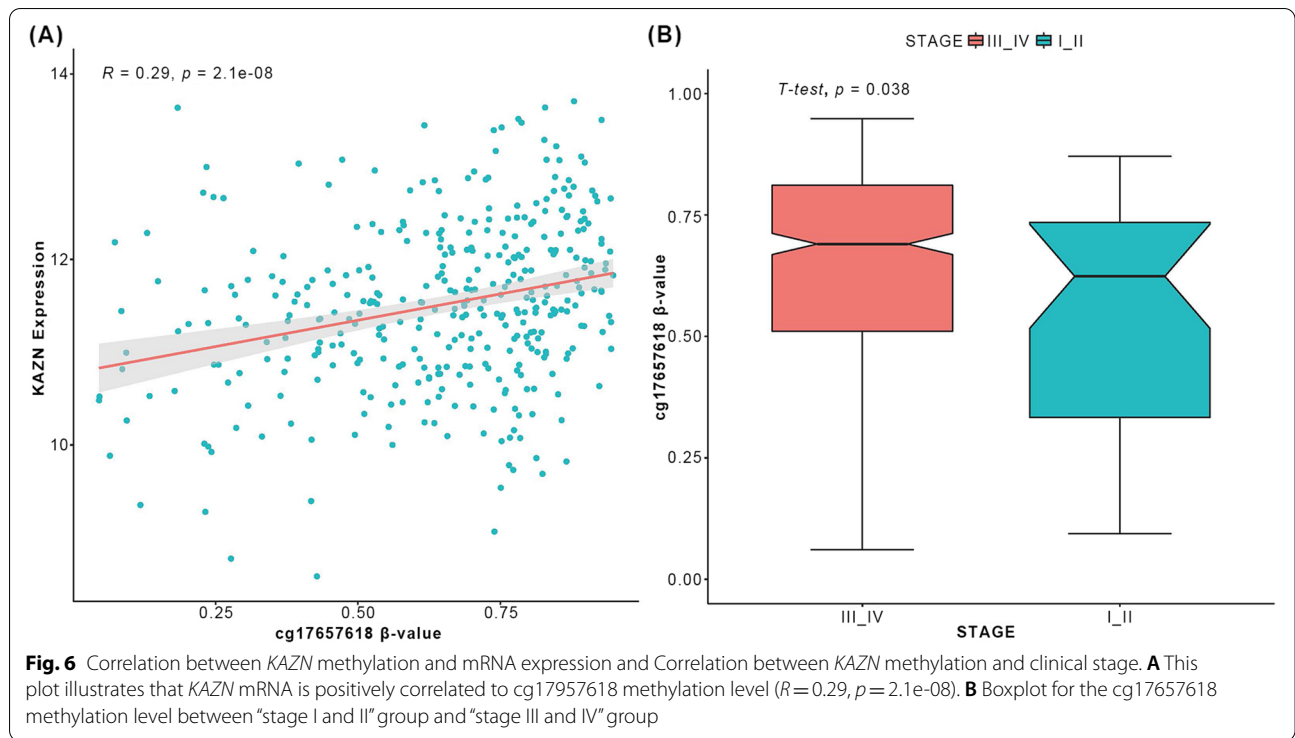 (A)
R = 0.29, p = 2.1e-08
14
12
10
KAZN Expression
0.25
0.50
0.75
cg17657618 β-value
(B)
STAGE III_IV I_II
T-test, p = 0.038
1.00
0.75
0.50
0.25
0.00
cg17657618 β-value
III_IV
I_II
STAGE
Fig. 6 Correlation between KAZN methylation and mRNA expression and Correlation between KAZN methylation and clinical stage. A This
plot illustrates that KAZN mRNA is positively correlated to cg17957618 methylation level (R = 0.29, p = 2.1e-08). B Boxplot for the cg17657618
methylation level between “stage I and II” group and “stage III and IV” group